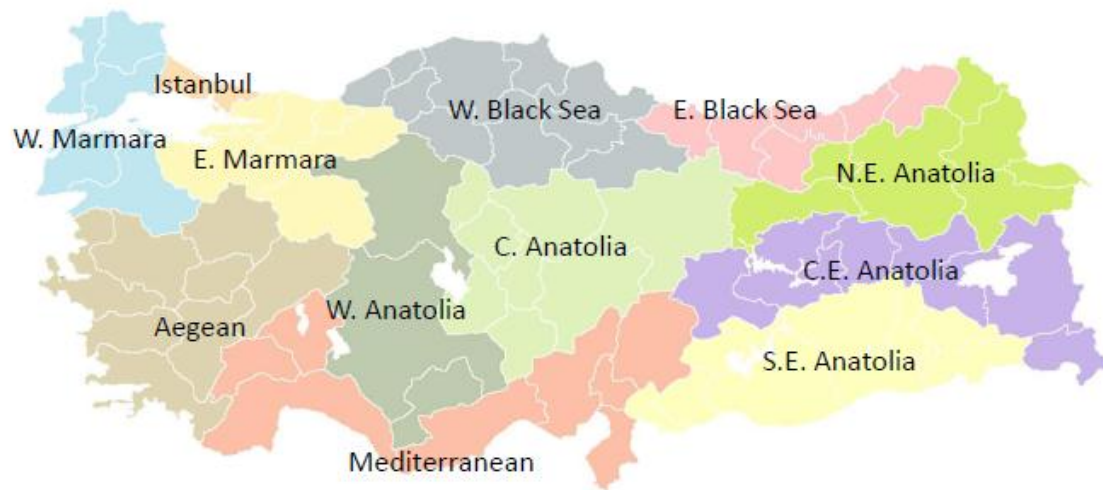 Istanbul
W. Black Sea
E. Black Sea
W. Marmara
E. Marmara
N.E. Anatolia
C. Anatolia
C.E. Anatolia
Aegean
W. Anatolia
S.E. Anatolia
Mediterranean